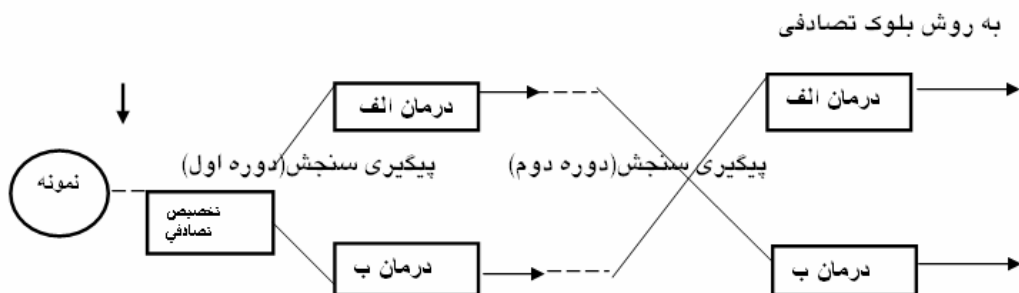 به روش بلوک تصادفی
درمان الف
درمان الف
پیگیری سنجش(دوره اول)
پیگیری سنجش(دوره دوم)
نمونه
تخصیص
تصادفي
درمان ب
درمان ب